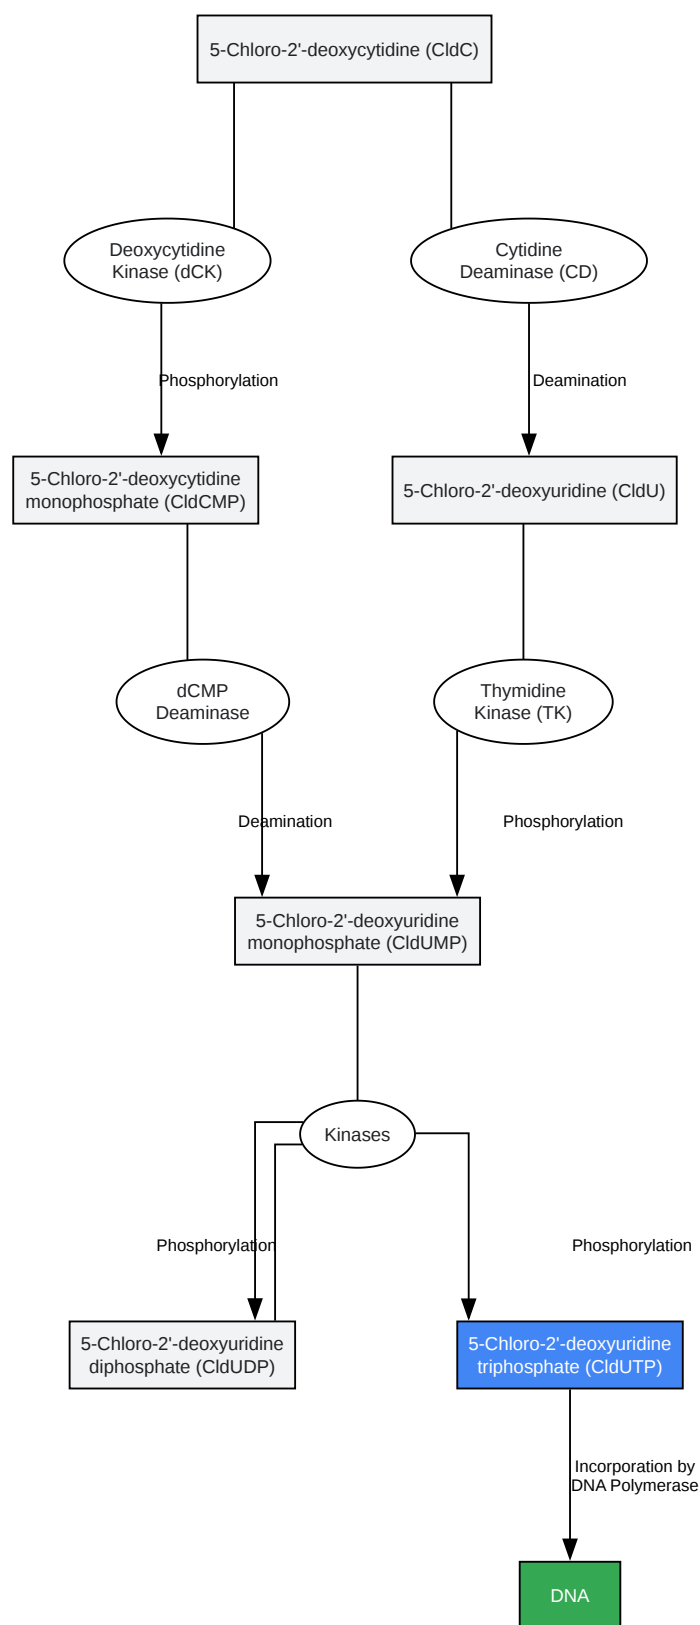 5-Chloro-2'-deoxycytidine (CldC)
Deoxycytidine
Kinase (dCK)
Cytidine
Deaminase (CD)
Phosphorylation
Deamination
5-Chloro-2'-deoxycytidine
monophosphate (CldCMP)
5-Chloro-2'-deoxyuridine (CldU)
dCMP
Deaminase
Thymidine
Kinase (TK)
Deamination
Phosphorylation
5-Chloro-2'-deoxyuridine
monophosphate (CldUMP)
Kinases
Phosphorylation
Phosphorylation
5-Chloro-2'-deoxyuridine
diphosphate (CldUDP)
5-Chloro-2'-deoxyuridine
triphosphate (CldUTP)
Incorporation by
DNA Polymerase
DNA